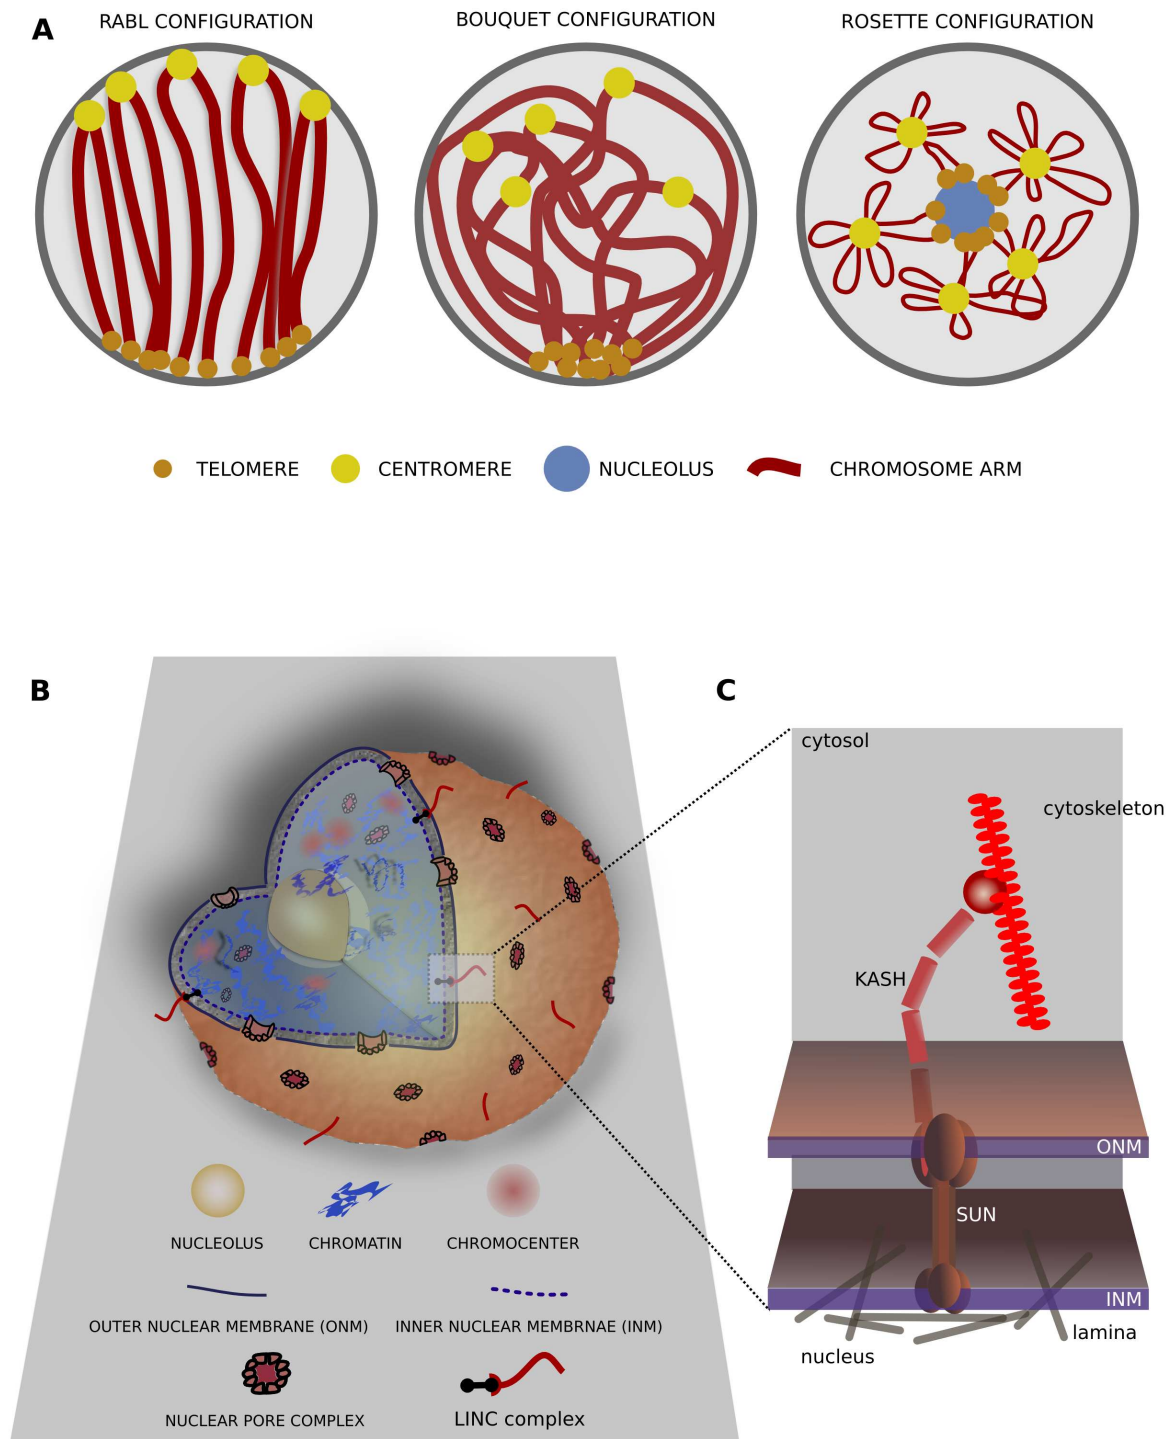 A
RABL CONFIGURATION
BOUQUET CONFIGURATION
ROSETTE CONFIGURATION
TELOMERE
CENTROMERE
NUCLEOLUS
CHROMOSOME ARM
B
NUCLEOLUS
CHROMATIN
CHROMOCENTER
OUTER NUCLEAR MEMBRANE (ONM)
INNER NUCLEAR MEMBRNAE (INM)
NUCLEAR PORE COMPLEX
LINC complex
C
cytosol
cytoskeleton
KASH
ONM
SUN
INM
lamina
nucleus